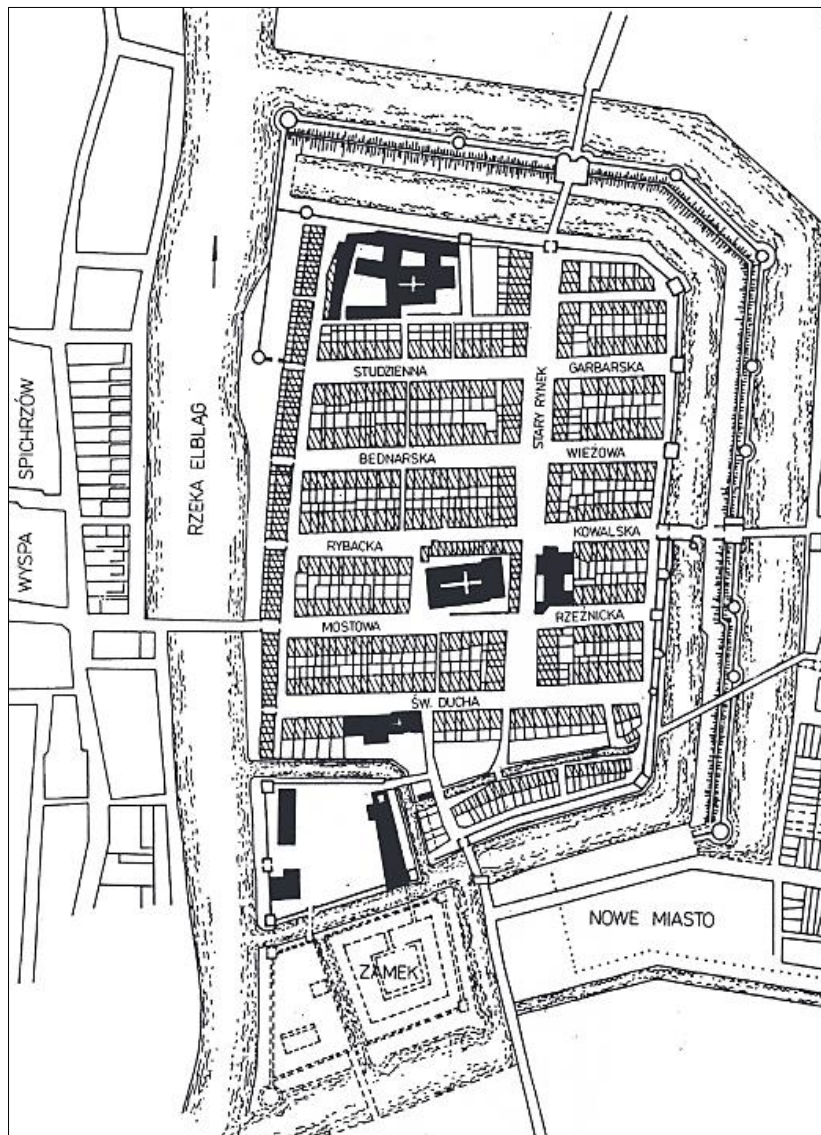 STUDZIENNA
GARBARSKA
STARY RYNEK
SPICHRZÓW
RZEKA ELBLĄG
BEDNARSKA
WIEŻOWA
RYBACKA
KOWALSKA
WYSPA
MOSTOWA
RZEŹNICKA
ŚW. DUCHA
NOWE MIASTO
ZAMEK